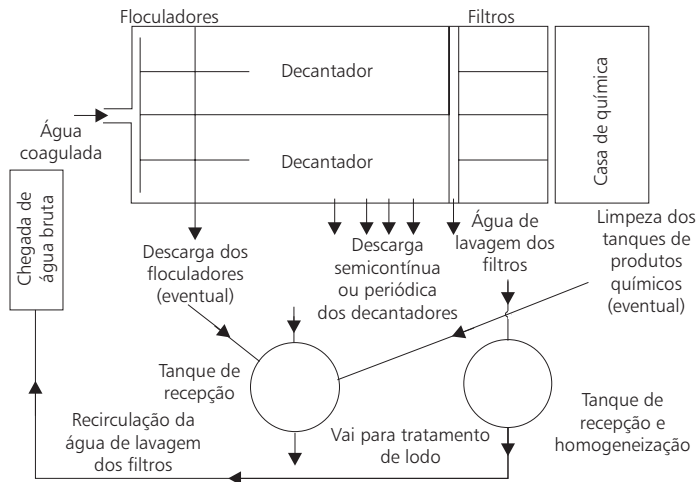 Floculadores
Filtros
Decantador
Decantador
Casa de química
Água
coagulada
Chegada de
água bruta
Descarga dos
floculadores
(eventual)
Descarga
semicontínua
ou periódica
dos decantadores
Água de
lavagem dos
filtros
Limpeza dos
tanques de
produtos
químicos
(eventual)
Tanque de
recepção
Tanque de
recepção e
homogeneização
Recirculação da
água de lavagem
dos filtros
Vai para tratamento
de lodo